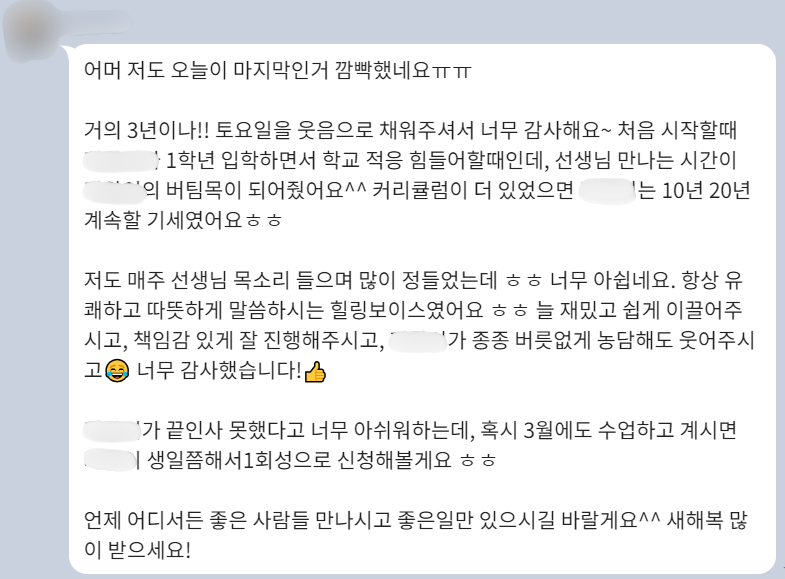 어머 저도 오늘이 마지막인거 깜빡했네요ㅠㅠ
거의 3년이나!! 토요일을 웃음으로 채워주셔서 너무 감사해요~ 처음 시작할때
1학년 입학하면서 학교 적응 힘들어할때인데, 선생님 만나는 시간이
의 버팀목이 되어줬어요^^ 커리큘럼이 더 있었으면 는 10년 20년
계속할 기세였어요ㅎㅎ
저도 매주 선생님 목소리 들으며 많이 정들었는데 ㅎㅎ 너무 아쉽네요. 항상 유
쾌하고 따뜻하게 말씀하시는 힐링보이스였어요 ㅎㅎ 늘 재밌고 쉽게 이끌어주
시고, 책임감 있게 잘 진행해주시고, 가 종종 버릇없게 농담해도 웃어주시
고😂 너무 감사했습니다!👍
가 끝인사 못했다고 너무 아쉬워하는데, 혹시 3월에도 수업하고 계시면
생일쯤해서1회성으로 신청해볼게요 ㅎㅎ
언제 어디서든 좋은 사람들 만나시고 좋은일만 있으시길 바랄게요^^ 새해복 많
이 받으세요!